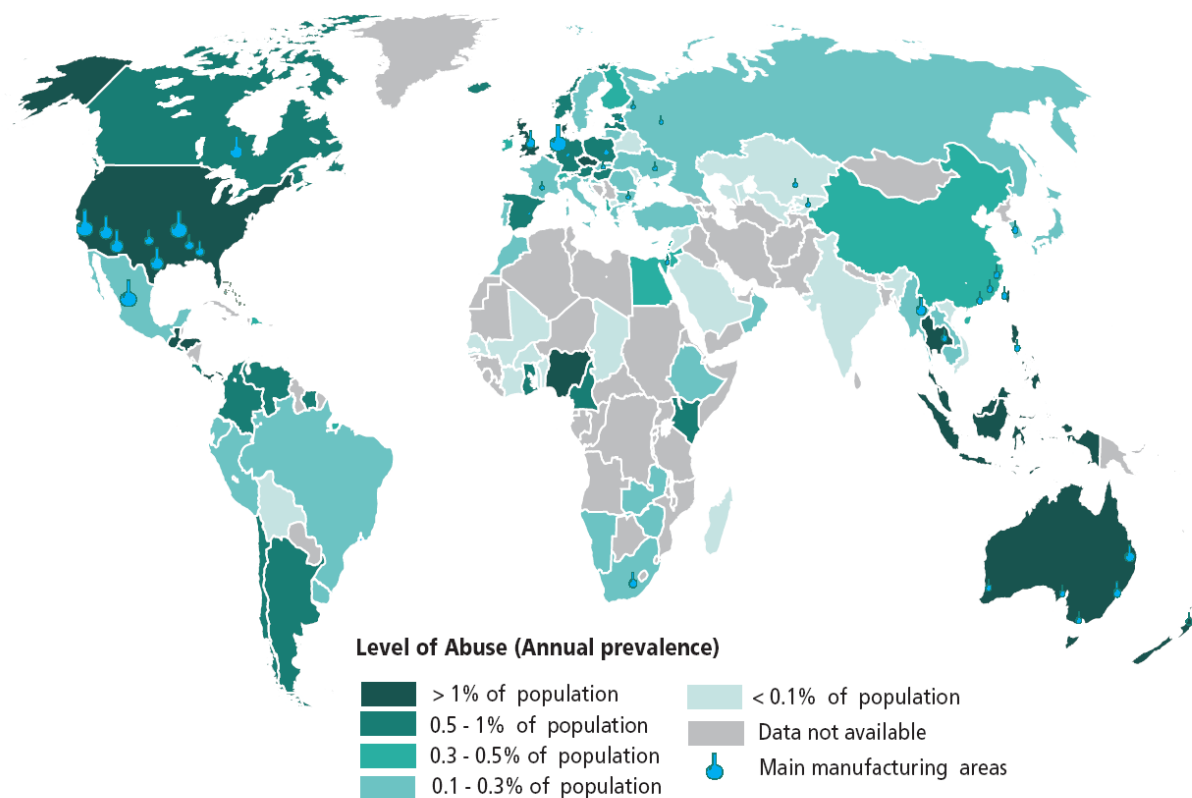 Level of Abuse (Annual prevalence)
> 1% of population
0.5 - 1% of population
0.3 - 0.5% of population
0.1 - 0.3% of population
< 0.1% of population
Data not available
Main manufacturing areas